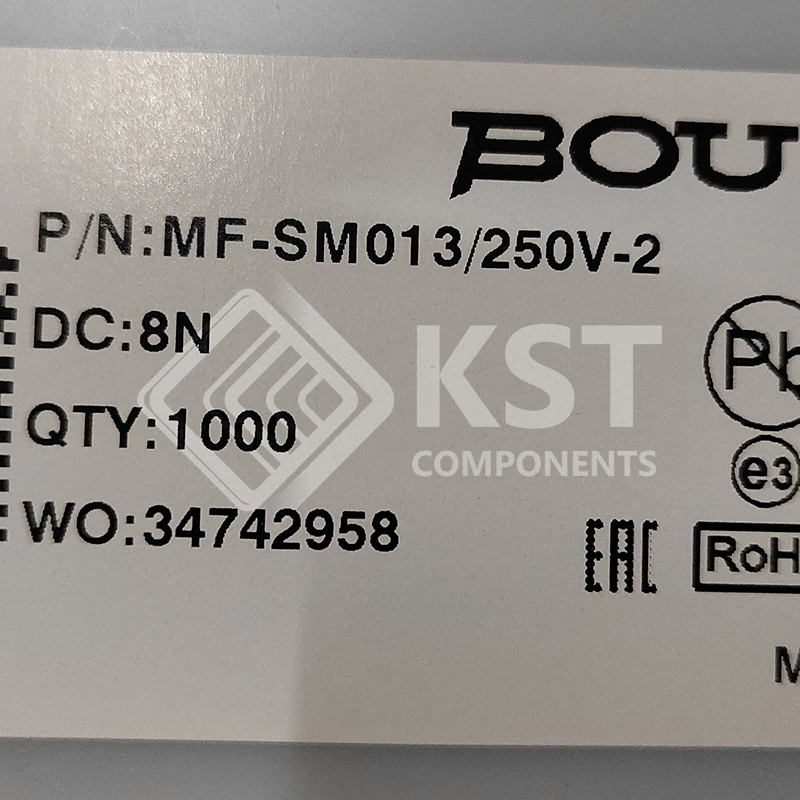 BOU
P/N:MF-SM013/250V-2
DC:8N
Pb
KST
QTY:1000
COMPONENTS
e3
WO:34742958
EAC
RoH
M